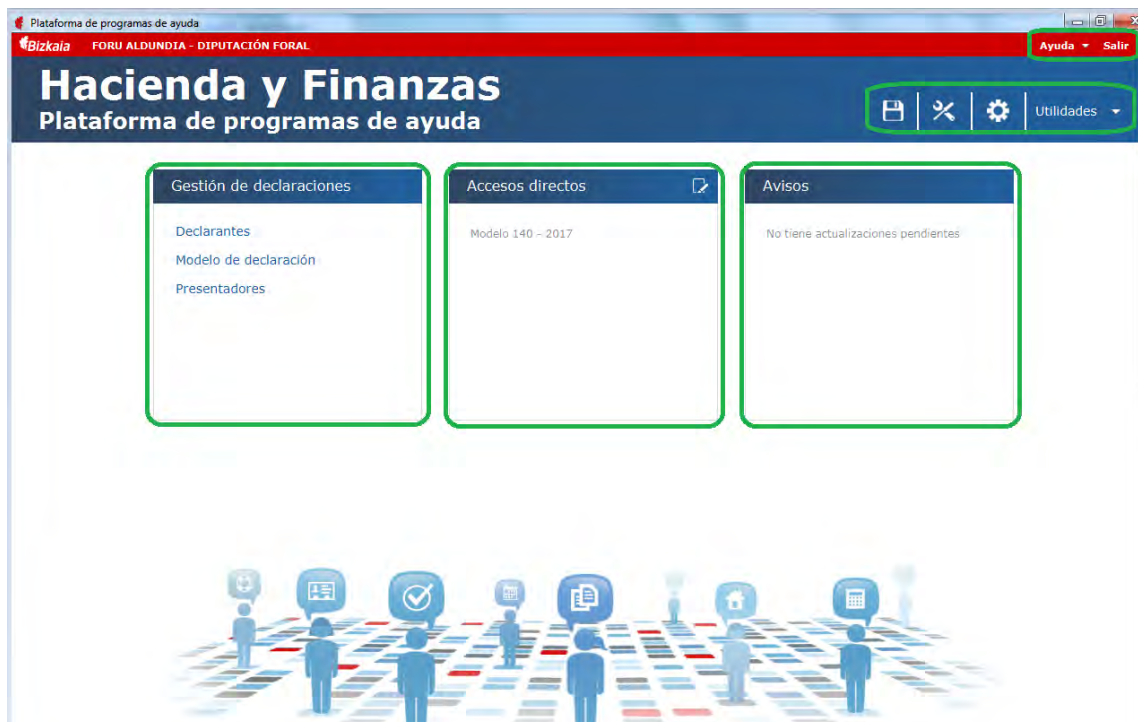 Plataforma de programas de ayuda
Bizkaia FORU ALDUNDIA - DIPUTACIÓN FORAL
Ayuda Salir
Hacienda y Finanzas
Plataforma de programas de ayuda
Utilidades
Gestión de declaraciones
Declarantes
Modelo de declaración
Presentadores
Accesos directos
Modelo 140 - 2017
Avisos
No tiene actualizaciones pendientes